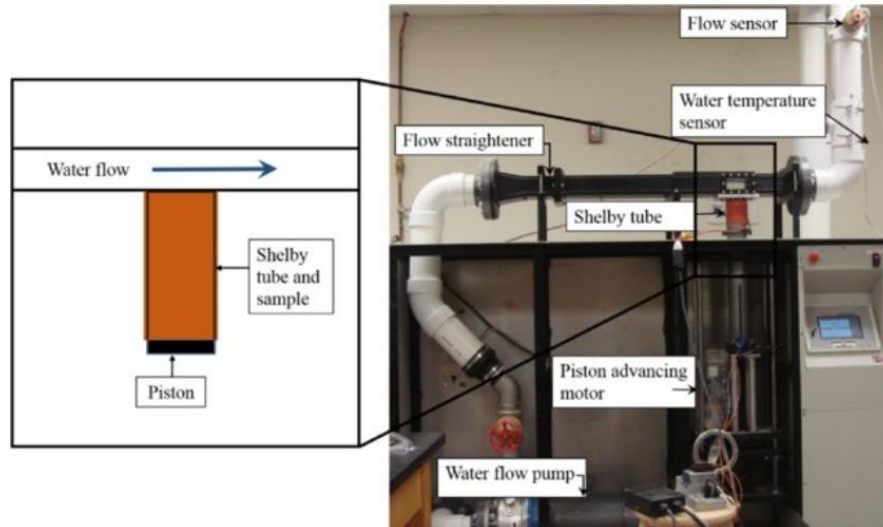 Flow sensor
Water temperature
sensor
Flow straightener
Water flow
Shelby tube
Shelby
tube and
sample
Piston
Piston advancing
motor
Water flow pump